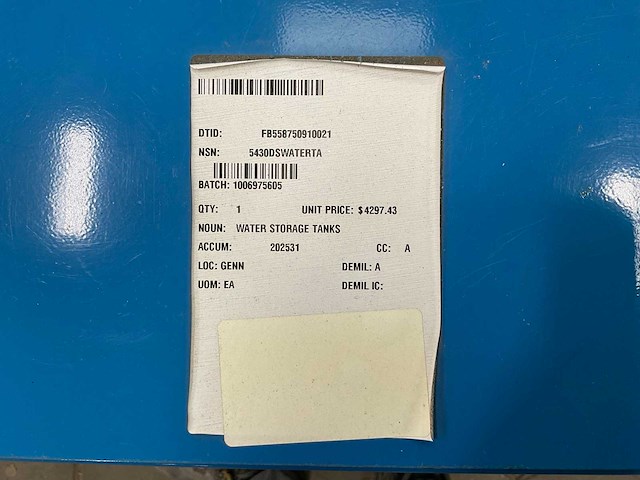 DTID: FB558750910021
NSN: 5430DSWATERTA
BATCH: 1006975605
QTY: 1 UNIT PRICE: $4297.43
NOUN: WATER STORAGE TANKS
ACCUM: 202531 CC: A
LOC: GENN DEMIL: A
UOM: EA DEMIL IC: